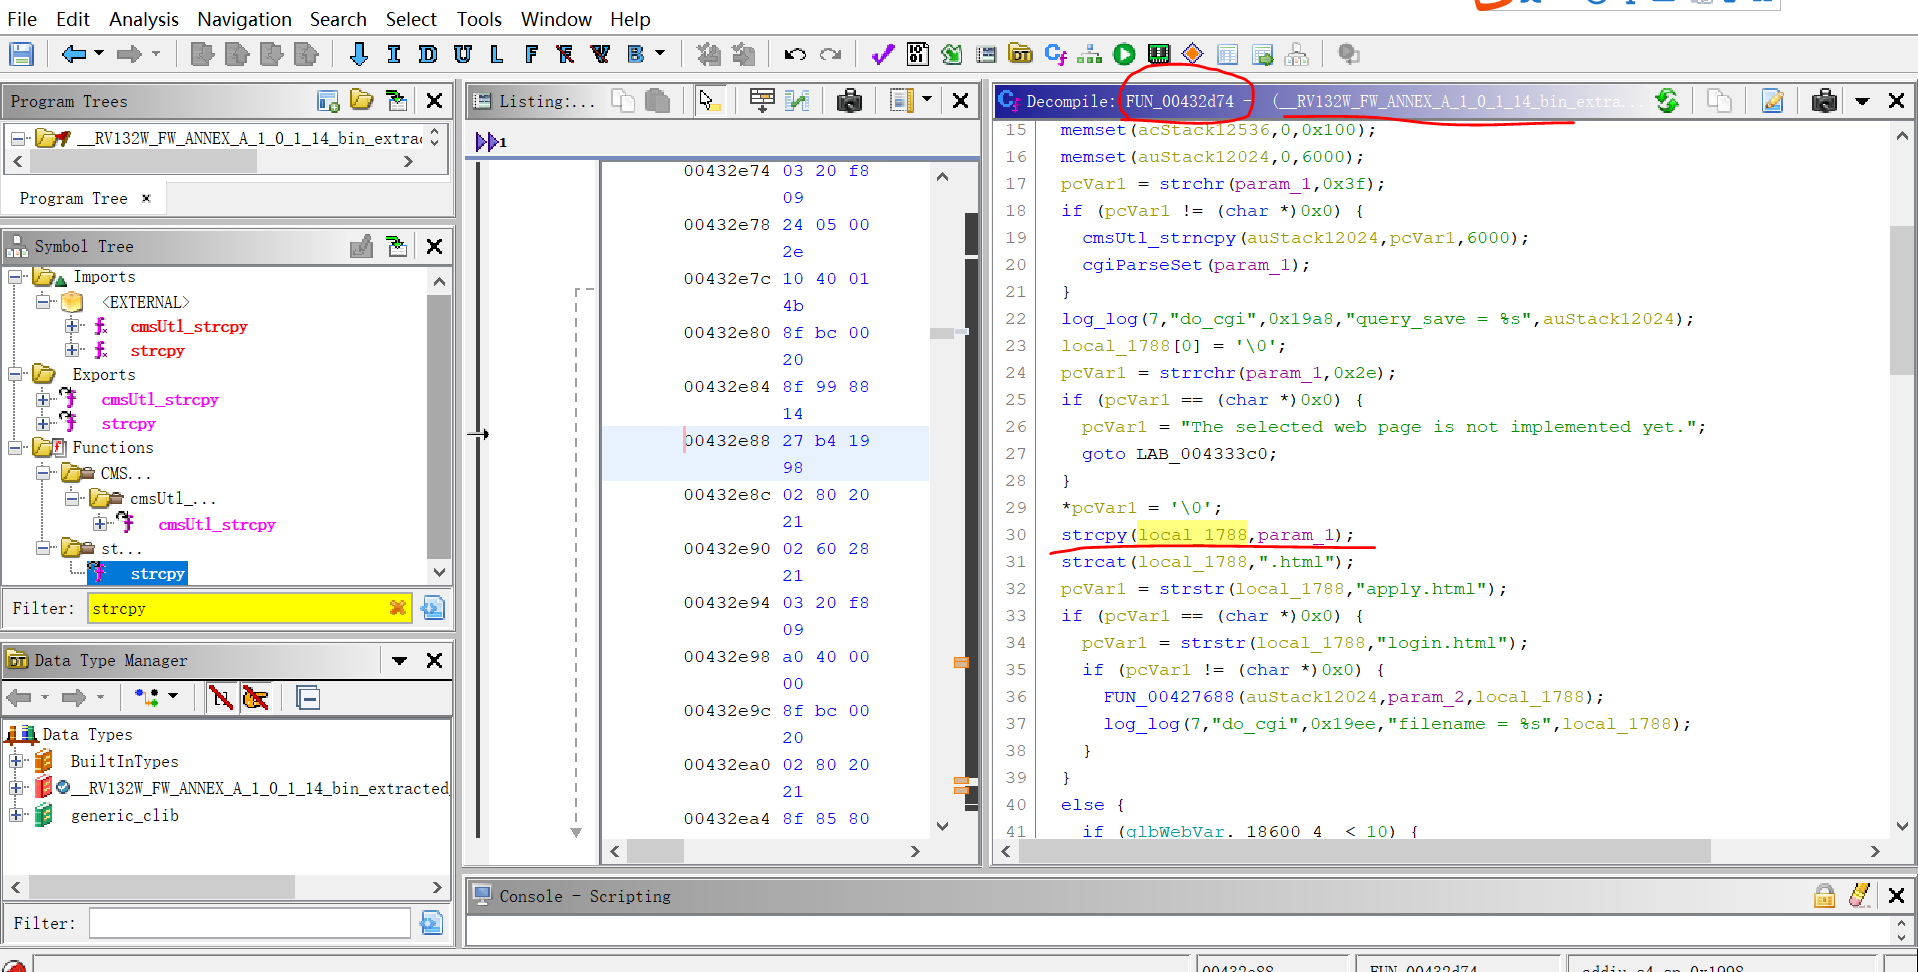 File Edit Analysis Navigation Search Select Tools Window Help
I D U L F F V B
Program Trees
__RV132W_FW_ANNEX_A_1_0_1_14_bin_extrac
Program Tree ×
Symbol Tree
Imports
<EXTERNAL>
cmsUtl_strcpy
strcpy
Exports
cmsUtl_strcpy
strcpy
Functions
CMS...
cmsUtl_...
cmsUtl_strcpy
st...
strcpy
Filter: strcpy
Data Type Manager
Data Types
BuiltInTypes
__RV132W_FW_ANNEX_A_1_0_1_14_bin_extracted_
generic_clib
Filter:
Listing:...
1
00432e74 03 20 f8
09
00432e78 24 05 00
2e
00432e7c 10 40 01
4b
00432e80 8f bc 00
20
00432e84 8f 99 88
14
00432e88 27 b4 19
98
00432e8c 02 80 20
21
00432e90 02 60 28
21
00432e94 03 20 f8
09
00432e98 a0 40 00
00
00432e9c 8f bc 00
20
00432ea0 02 80 20
21
00432ea4 8f 85 80
Decompile: FUN_00432d74 - (__RV132W_FW_ANNEX_A_1_0_1_14_bin_extra...
15 memset(acStack12536,0,0x100);
16 memset(auStack12024,0,6000);
17 pcVar1 = strchr(param_1,0x3f);
18 if (pcVar1 != (char *)0x0) {
19 cmsUtl_strncpy(auStack12024,pcVar1,6000);
20 cgiParseSet(param_1);
21 }
22 log_log(7,"do_cgi",0x19a8,"query_save = %s",auStack12024);
23 local_1788[0] = '\0';
24 pcVar1 = strrchr(param_1,0x2e);
25 if (pcVar1 == (char *)0x0) {
26 pcVar1 = "The selected web page is not implemented yet.";
27 goto LAB_004333c0;
28 }
29 *pcVar1 = '\0';
30 strcpy(local_1788,param_1);
31 strcat(local_1788,".html");
32 pcVar1 = strstr(local_1788,"apply.html");
33 if (pcVar1 == (char *)0x0) {
34 pcVar1 = strstr(local_1788,"login.html");
35 if (pcVar1 != (char *)0x0) {
36 FUN_00427688(auStack12024,param_2,local_1788);
37 log_log(7,"do_cgi",0x19ee,"filename = %s",local_1788);
38 }
39 }
40 else {
41 if (glbWebVar._18600_4_ < 10) {
Console - Scripting
00432e88 FUN_00432d74 addiu s4,sp,0x1998